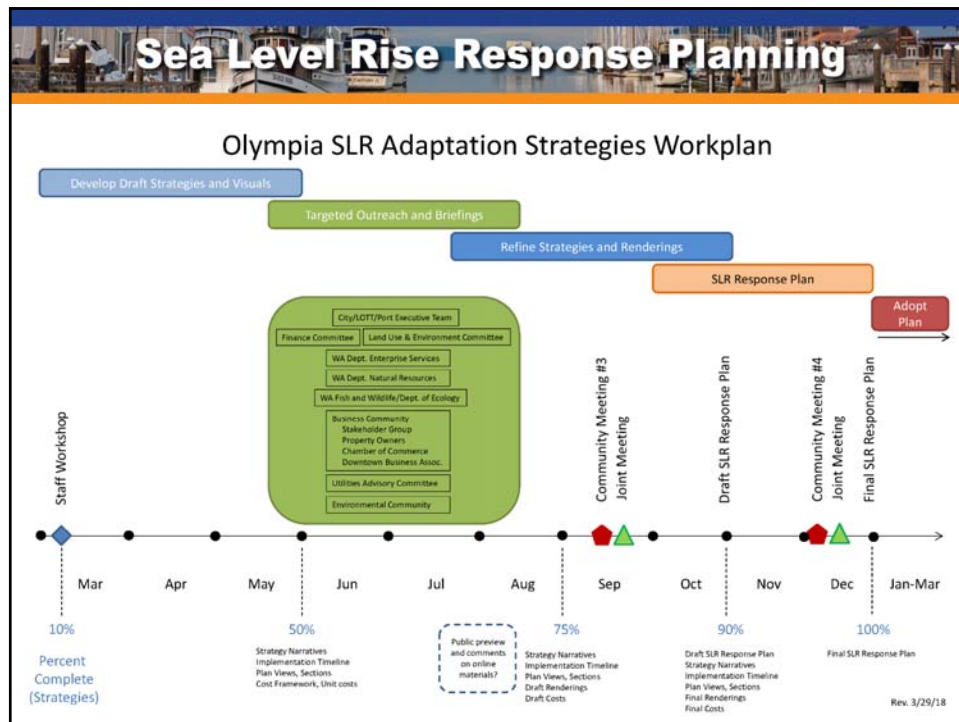 Sea Level Rise Response Planning
Olympia SLR Adaptation Strategies Workplan
Develop Draft Strategies and Visuals
Targeted Outreach and Briefings
Refine Strategies and Renderings
SLR Response Plan
Adopt
Plan
City/LOTT/Port Executive Team
Finance Committee
Land Use & Environment Committee
WA Dept. Enterprise Services
WA Dept. Natural Resources
WA Fish and Wildlife/Dept. of Ecology
Business Community
Stakeholder Group
Property Owners
Chamber of Commerce
Downtown Business Assoc.
Utilities Advisory Committee
Environmental Community
Staff Workshop
Community Meeting #3
Joint Meeting
Draft SLR Response Plan
Community Meeting #4
Joint Meeting
Final SLR Response Plan
Mar
Apr
May
Jun
Jul
Aug
Sep
Oct
Nov
Dec
Jan-Mar
10%
Percent
Complete
(Strategies)
50%
Strategy Narratives
Implementation Timeline
Plan Views, Sections
Cost Framework, Unit costs
Public preview
and comments
on online
materials?
75%
Strategy Narratives
Implementation Timeline
Plan Views, Sections
Draft Renderings
Draft Costs
90%
Draft SLR Response Plan
Strategy Narratives
Implementation Timeline
Plan Views, Sections
Final Renderings
Final Costs
100%
Final SLR Response Plan
Rev. 3/29/18